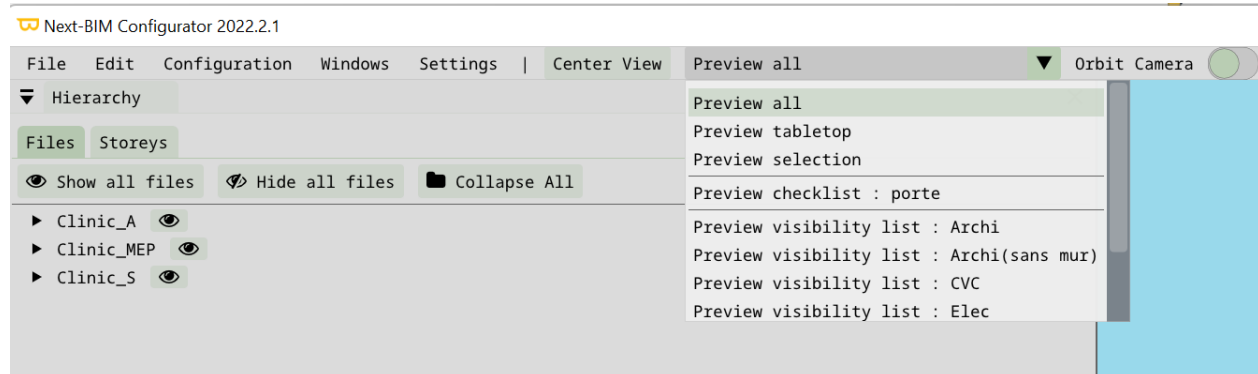 Next-BIM Configurator 2022.2.1
File Edit Configuration Windows Settings | Center View Preview all Orbit Camera
Hierarchy
Files Storeys
Show all files Hide all files Collapse All
Clinic_A
Clinic_MEP
Clinic_S
Preview all
Preview tabletop
Preview selection
Preview checklist : porte
Preview visibility list : Archi
Preview visibility list : Archi(sans mur)
Preview visibility list : CVC
Preview visibility list : Elec